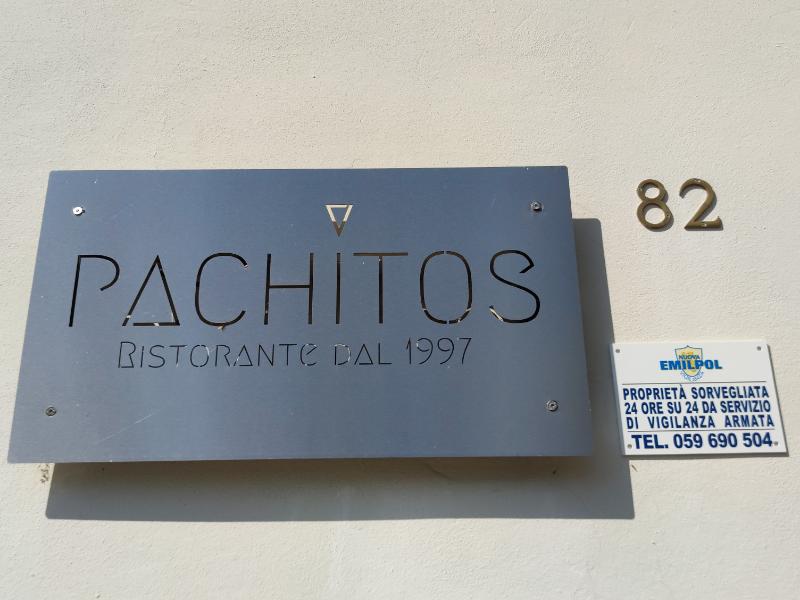 PACHITOS
RISTORANTE DAL 1997
82
NUOVA
EMILPOL
PROPRIETÀ SORVEGLIATA
24 ORE SU 24 DA SERVIZIO
DI VIGILANZA ARMATA
TEL. 059 690 504